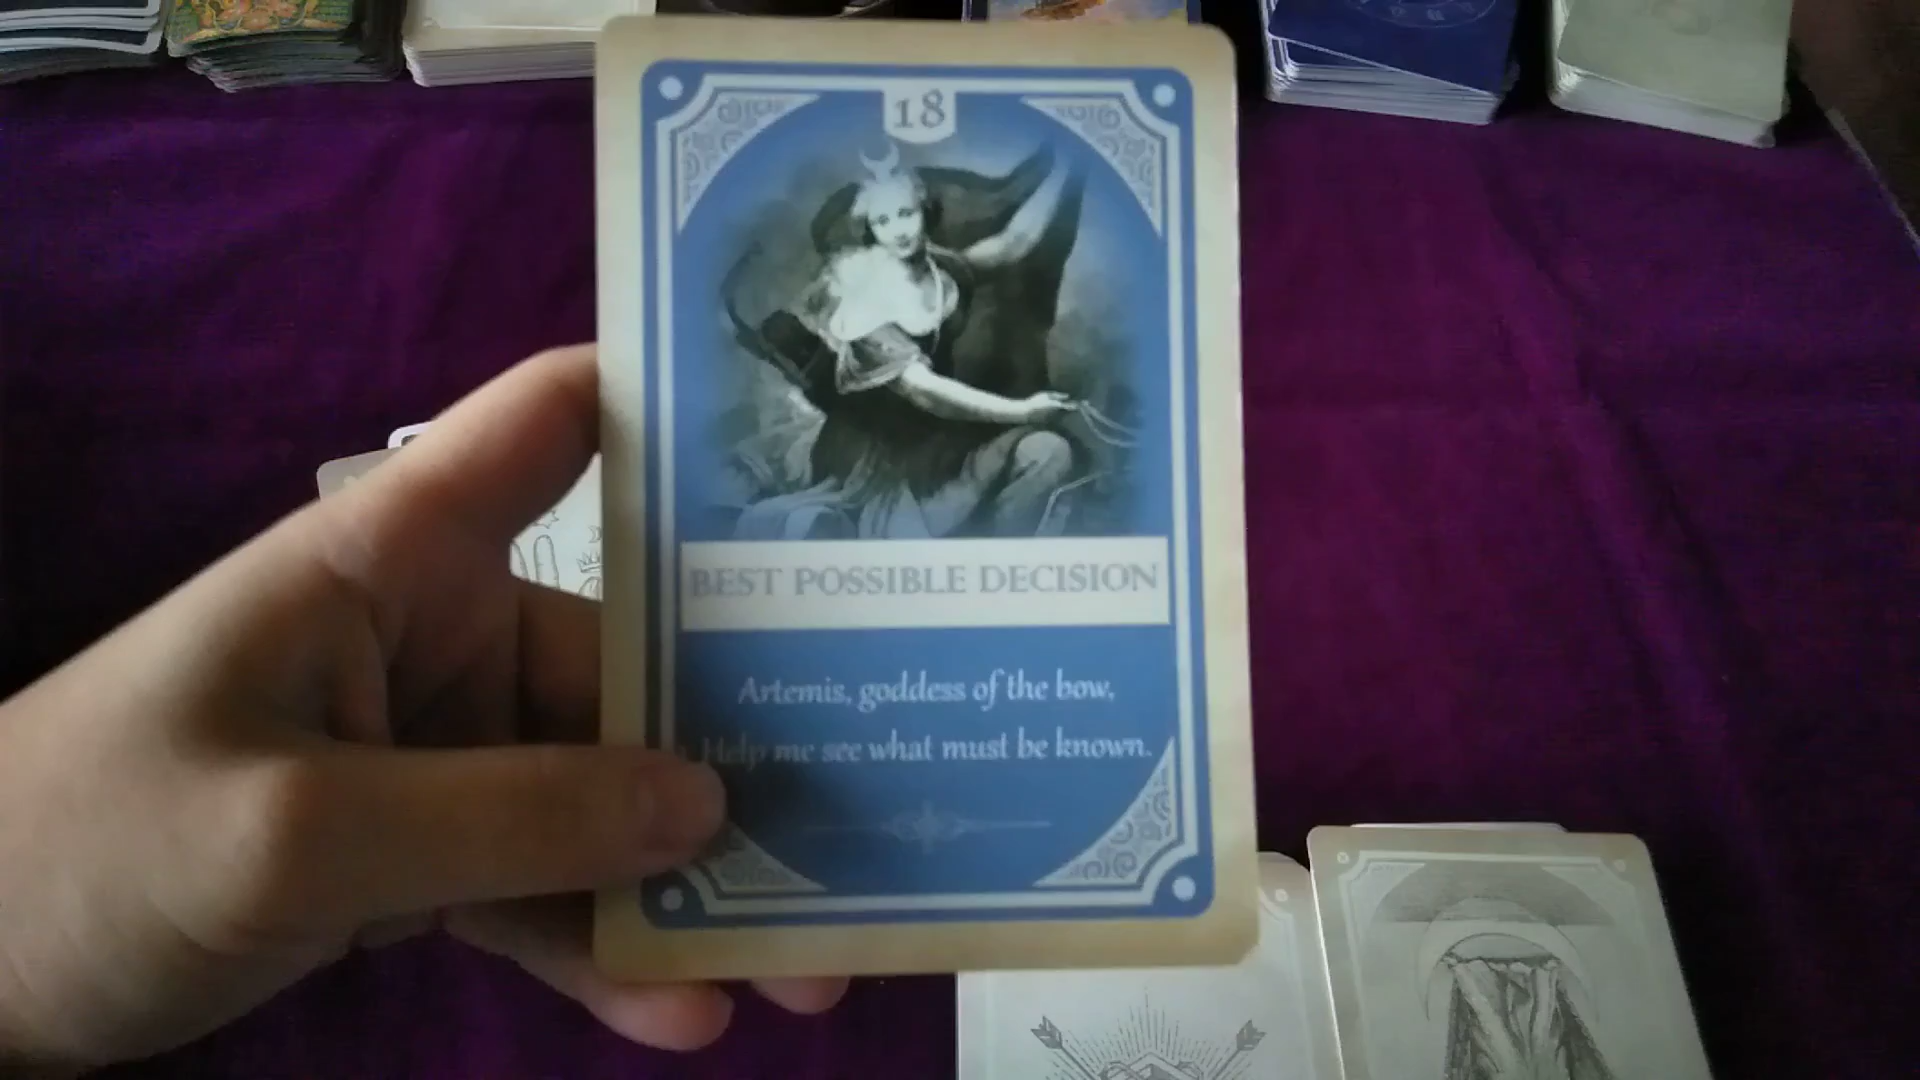 18
BEST POSSIBLE DECISION
Artemis, goddess of the bow,
Help me see what must be known.